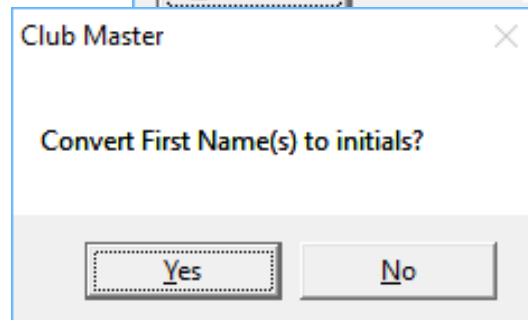 Club Master
Convert First Name(s) to initials?
Yes
No